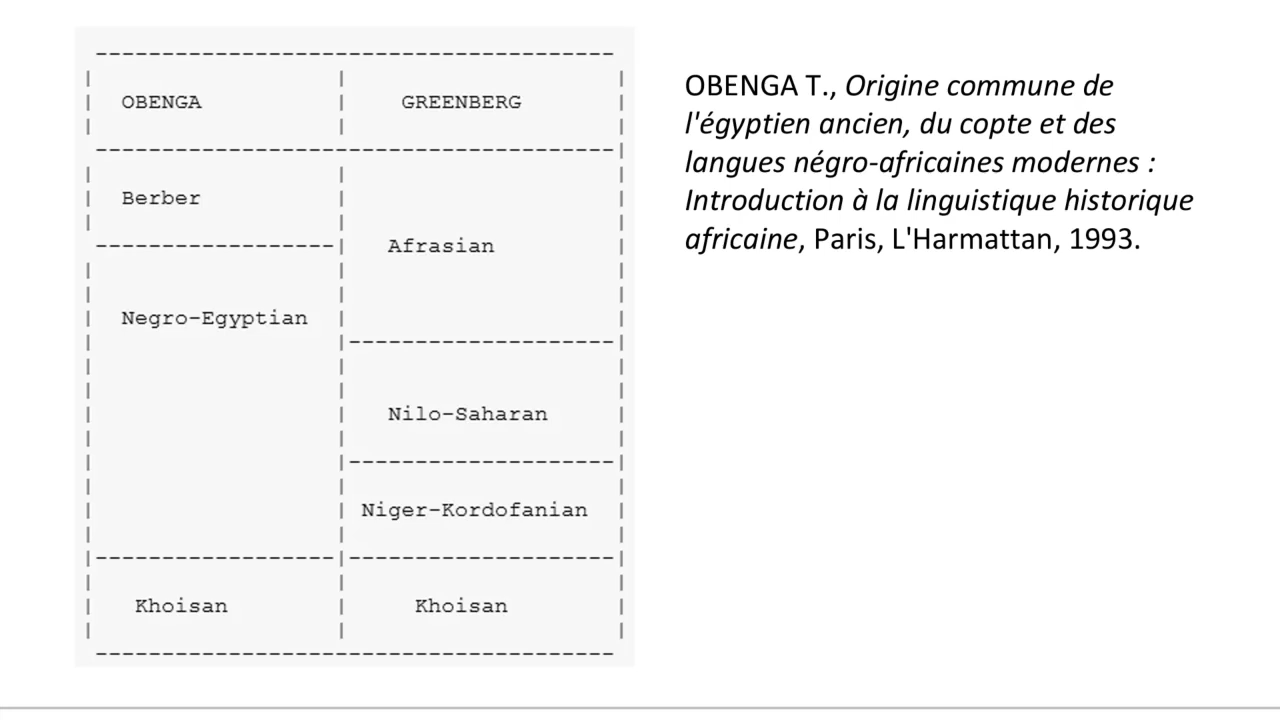 OBENGA GREENBERG
Berber
Afrasian
Negro-Egyptian
Nilo-Saharan
Niger-Kordofanian
Khoisan Khoisan
OBENGA T., Origine commune de
l'égyptien ancien, du copte et des
langues négro-africaines modernes :
Introduction à la linguistique historique
africaine, Paris, L'Harmattan, 1993.